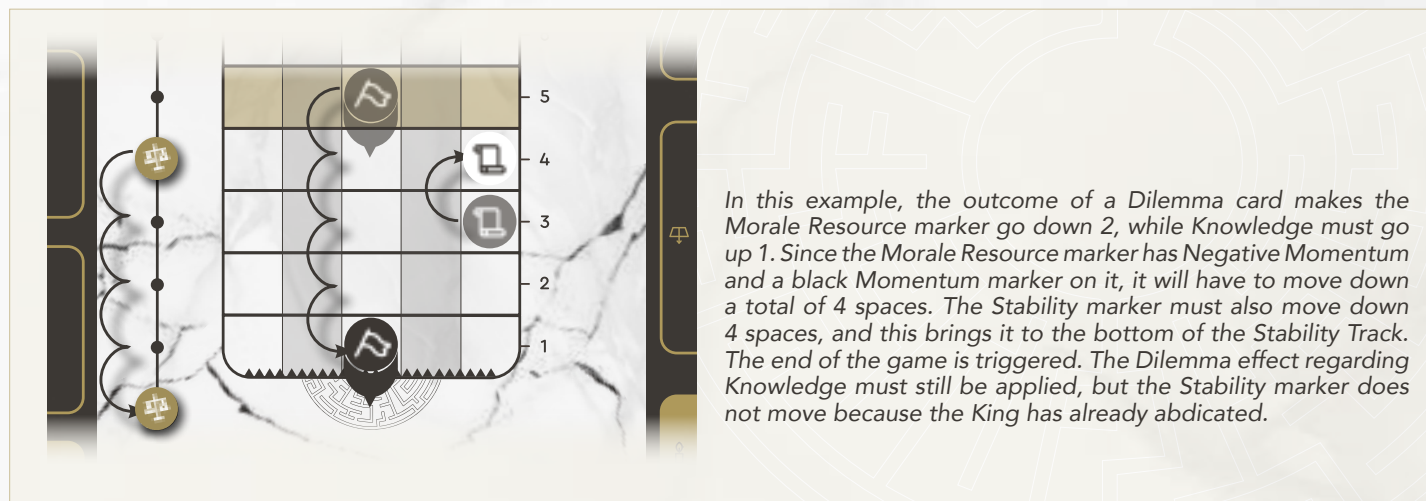 5
4
3
2
1
In this example, the outcome of a Dilemma card makes the
Morale Resource marker go down 2, while Knowledge must go
up 1. Since the Morale Resource marker has Negative Momentum
and a black Momentum marker on it, it will have to move down
a total of 4 spaces. The Stability marker must also move down
4 spaces, and this brings it to the bottom of the Stability Track.
The end of the game is triggered. The Dilemma effect regarding
Knowledge must still be applied, but the Stability marker does
not move because the King has already abdicated.